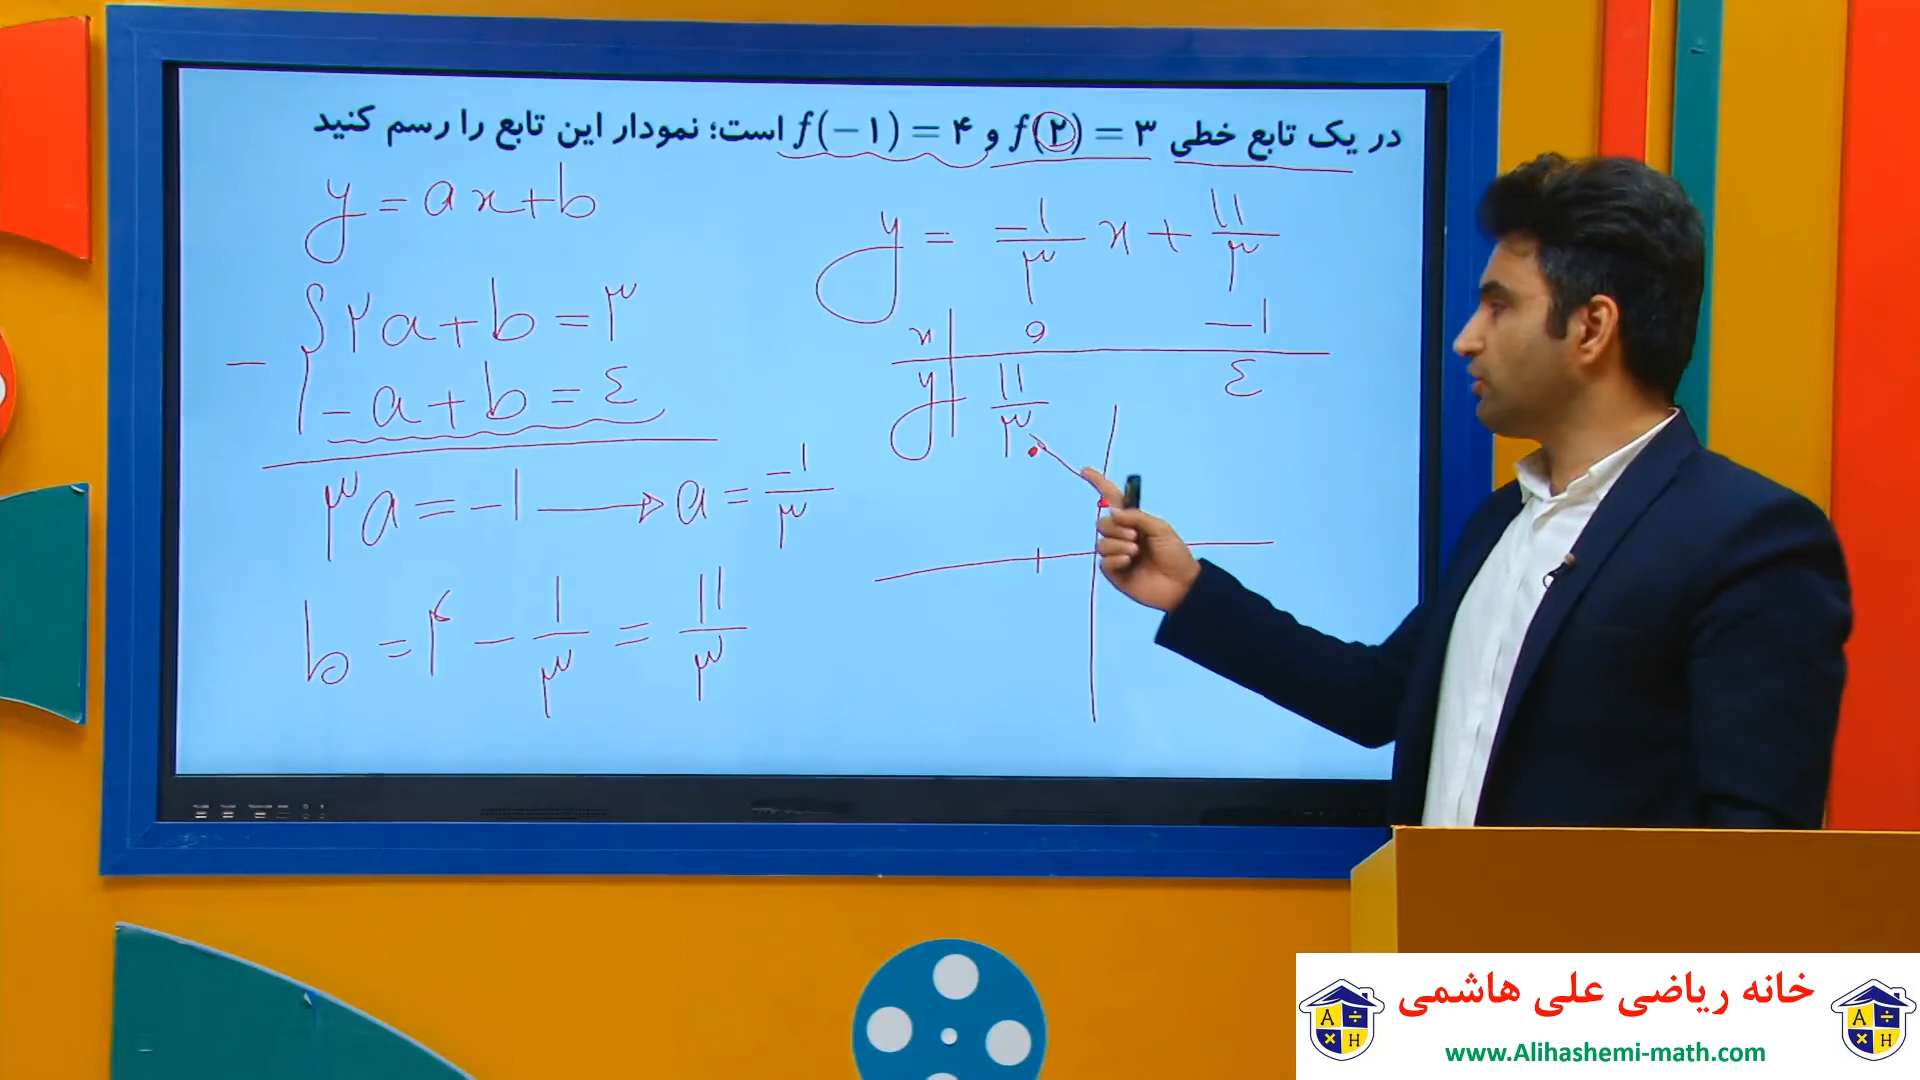 در یک تابع خطی f(۲) = ۳ و f(−۱) = ۴ است؛ نمودار این تابع را رسم کنید
y = ax+b
۲a+b = ۳
− −a+b = ٤
۳a = −۱ → a = −۱/۳
b = ۴ − ۱/۳ = ۱۱/۳
y = −۱/۳ x + ۱۱/۳
x ۰ −۱
y ۱۱/۳ ٤
خانه ریاضی علی هاشمی
www.Alihashemi-math.com
A ÷ × H
A ÷ × H